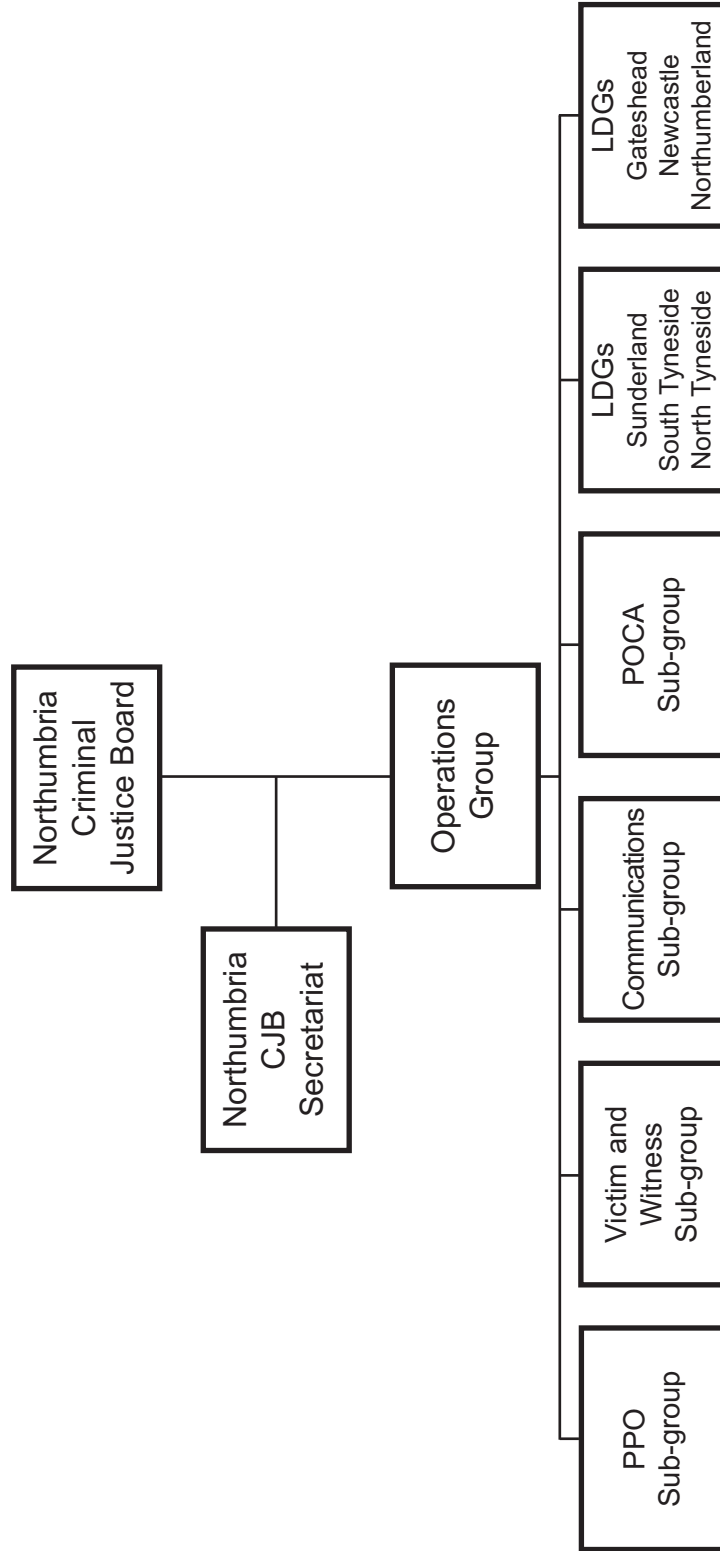 Northumbria
Criminal
Justice Board
Northumbria
CJB
Secretariat
Operations
Group
PPO
Sub-group
Victim and
Witness
Sub-group
Communications
Sub-group
POCA
Sub-group
LDGs
Sunderland
South Tyneside
North Tyneside
LDGs
Gateshead
Newcastle
Northumberland